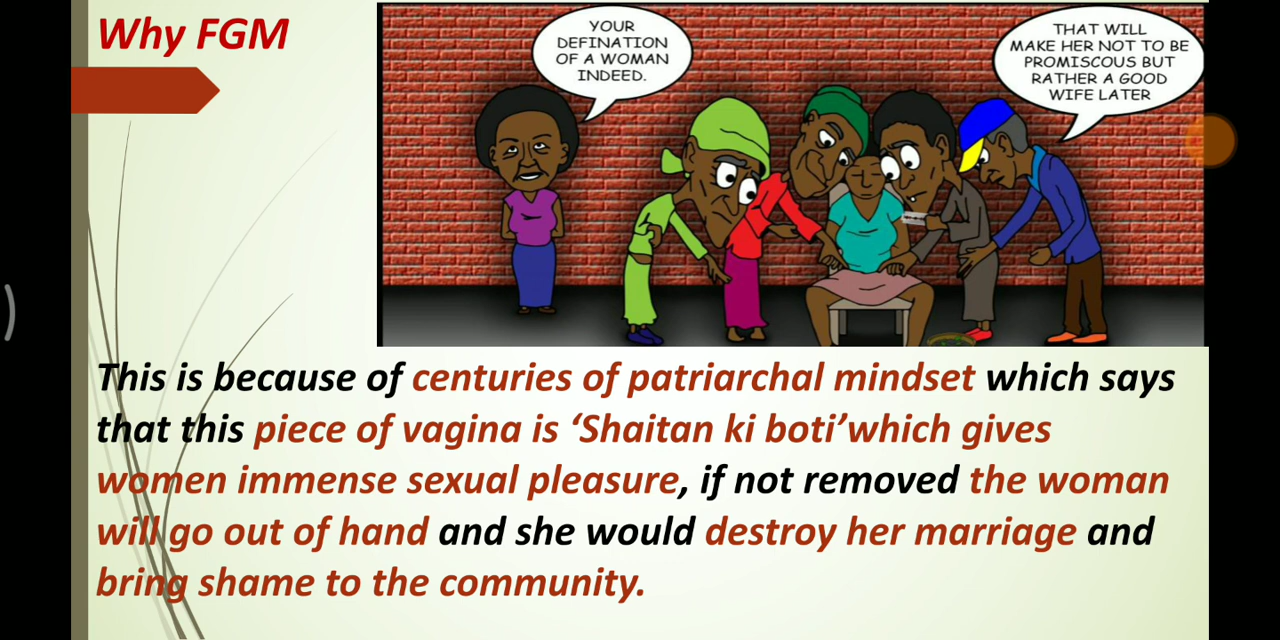 Why FGM
YOUR
DEFINATION
OF A WOMAN
INDEED.
THAT WILL
MAKE HER NOT TO BE
PROMISCOUS BUT
RATHER A GOOD
WIFE LATER
This is because of centuries of patriarchal mindset which says
that this piece of vagina is ‘Shaitan ki boti’which gives
women immense sexual pleasure, if not removed the woman
will go out of hand and she would destroy her marriage and
bring shame to the community.